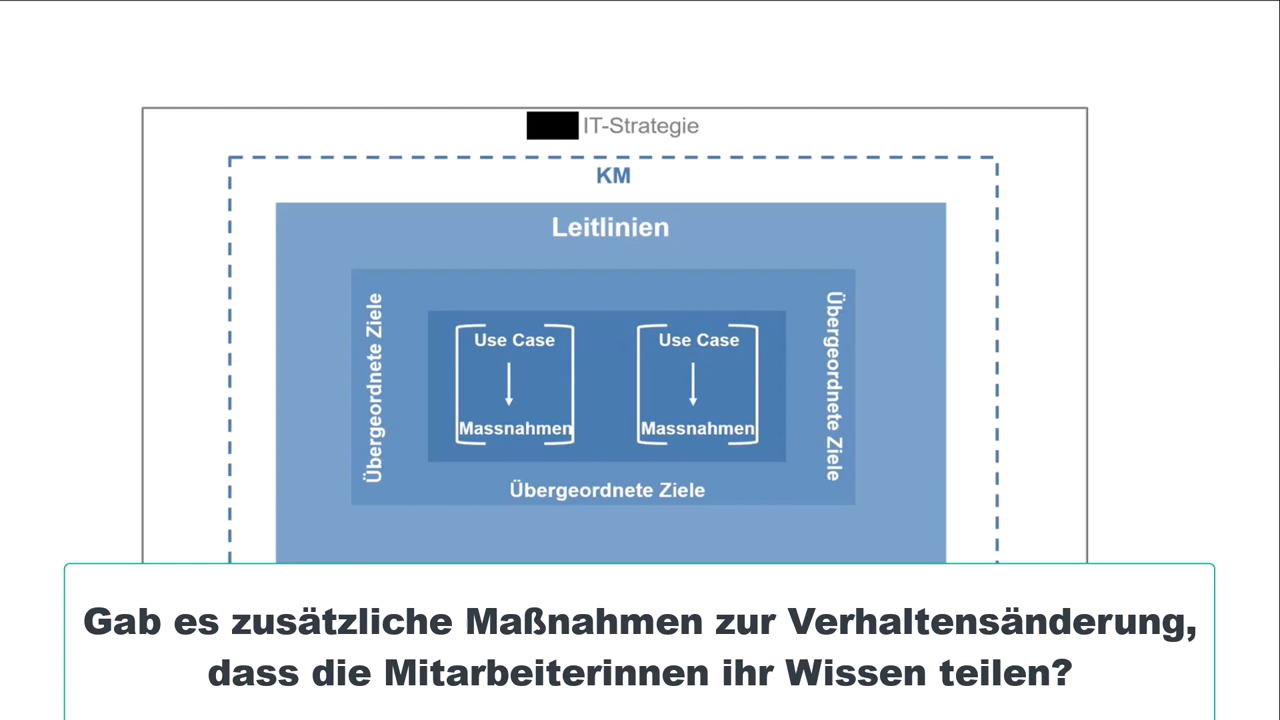 IT-Strategie
KM
Leitlinien
Übergeordnete Ziele
Use Case
Massnahmen
Use Case
Massnahmen
Übergeordnete Ziele
Übergeordnete Ziele
Gab es zusätzliche Maßnahmen zur Verhaltensänderung,
dass die Mitarbeiterinnen ihr Wissen teilen?